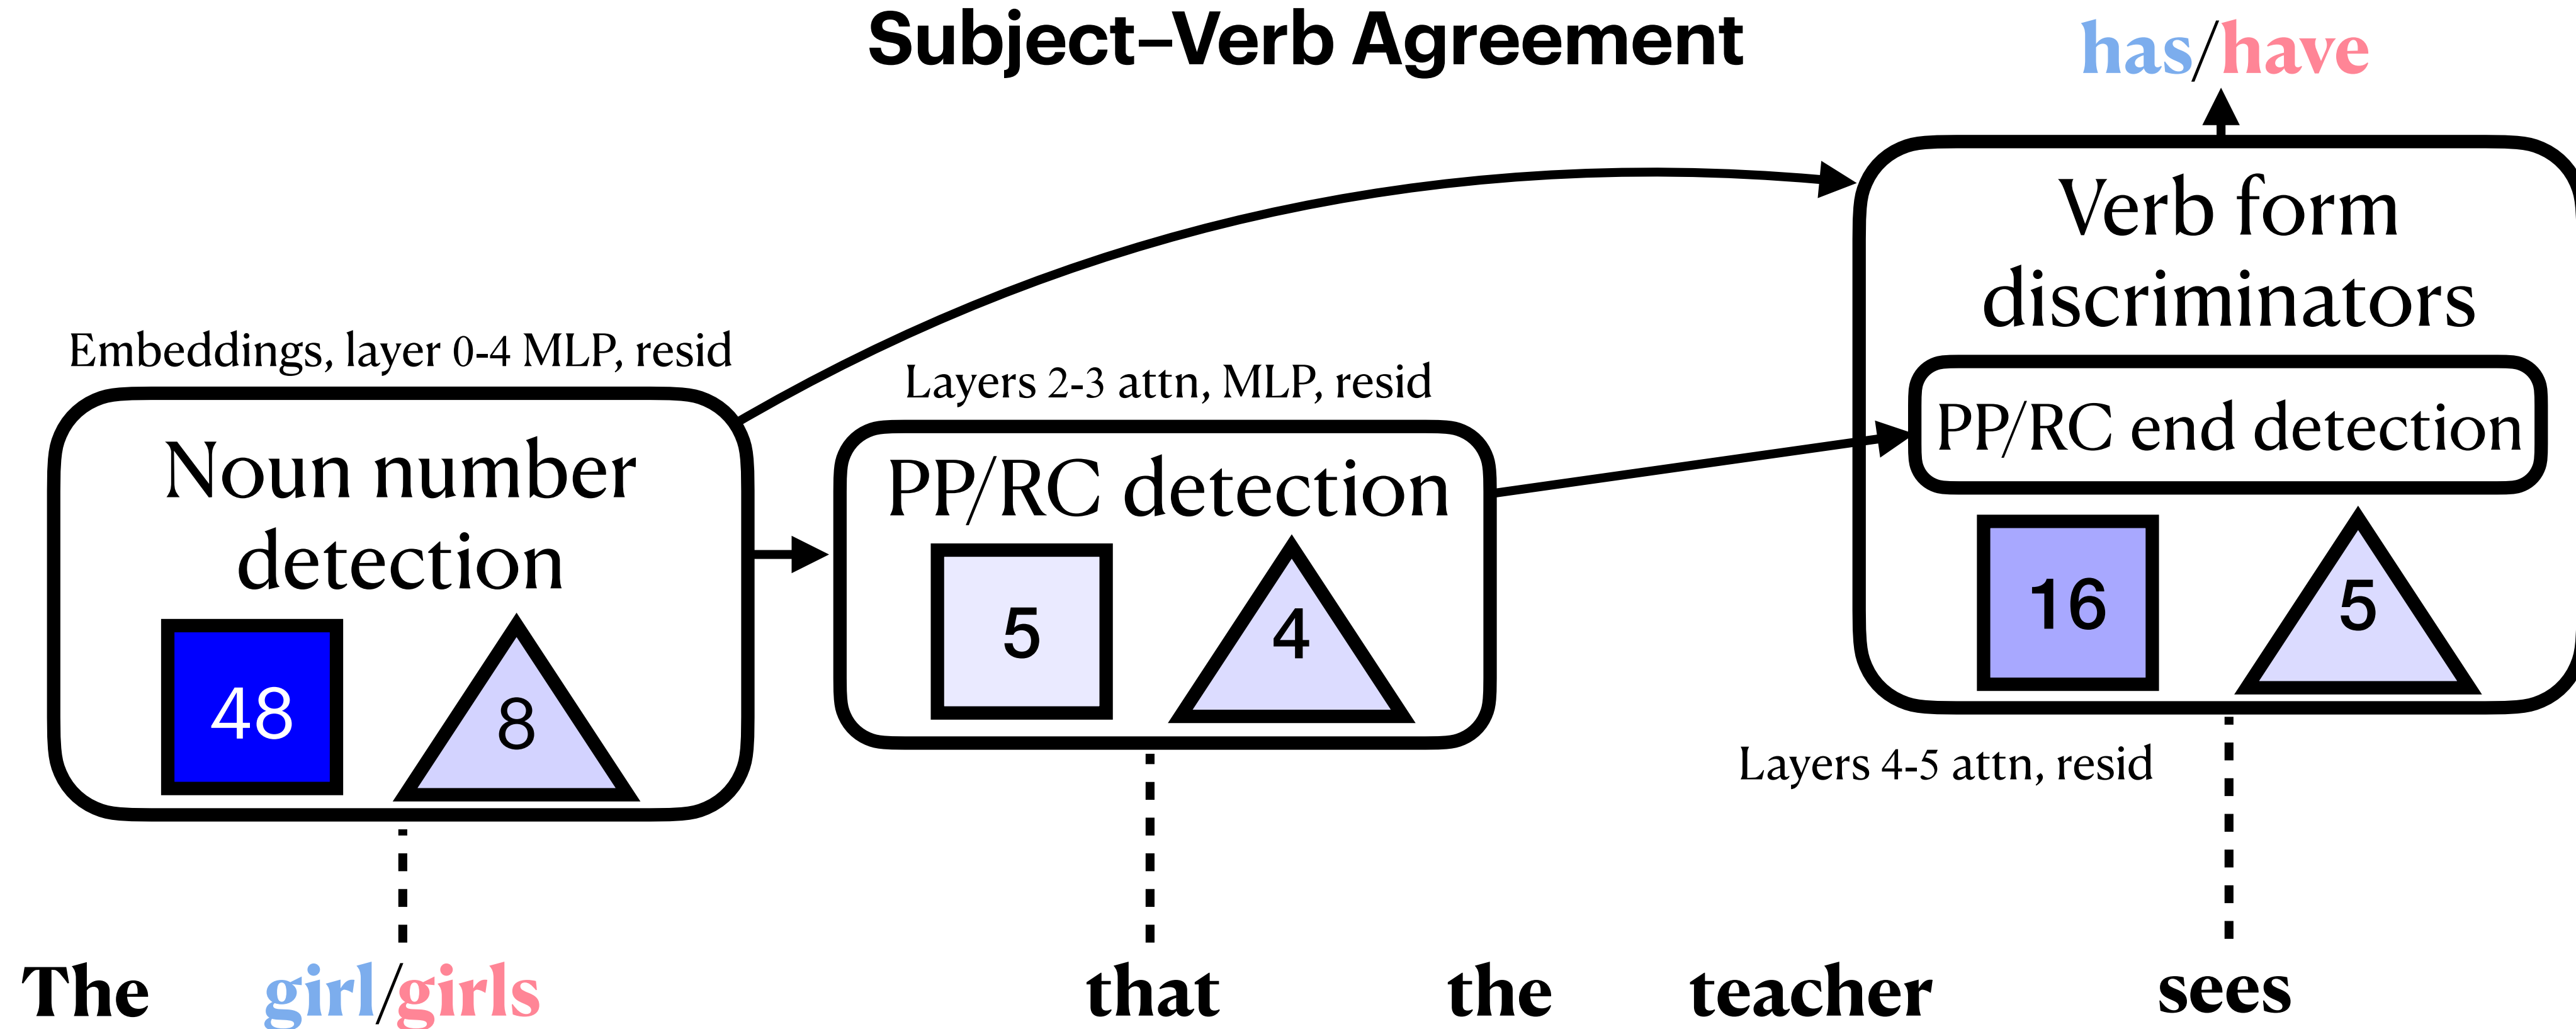 Subject–Verb Agreement
has/have
Embeddings, layer 0-4 MLP, resid
Noun number
detection
48
8
Layers 2-3 attn, MLP, resid
PP/RC detection
5
4
Verb form
discriminators
PP/RC end detection
16
5
Layers 4-5 attn, resid
The girl/girls that the teacher sees